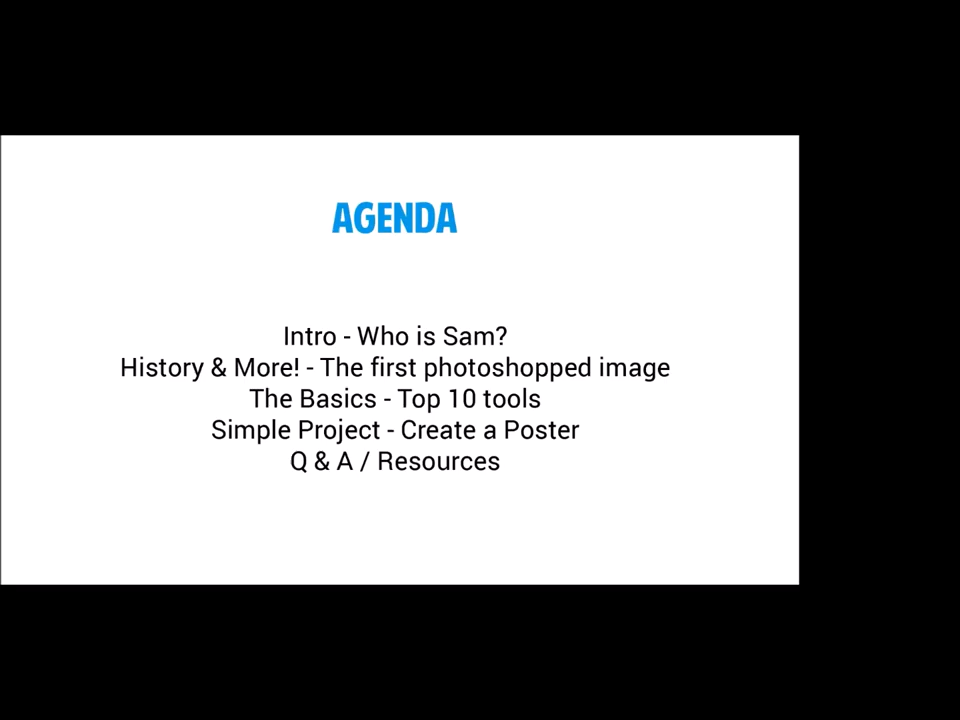 AGENDA
Intro - Who is Sam?
History & More! - The first photoshopped image
The Basics - Top 10 tools
Simple Project - Create a Poster
Q & A / Resources